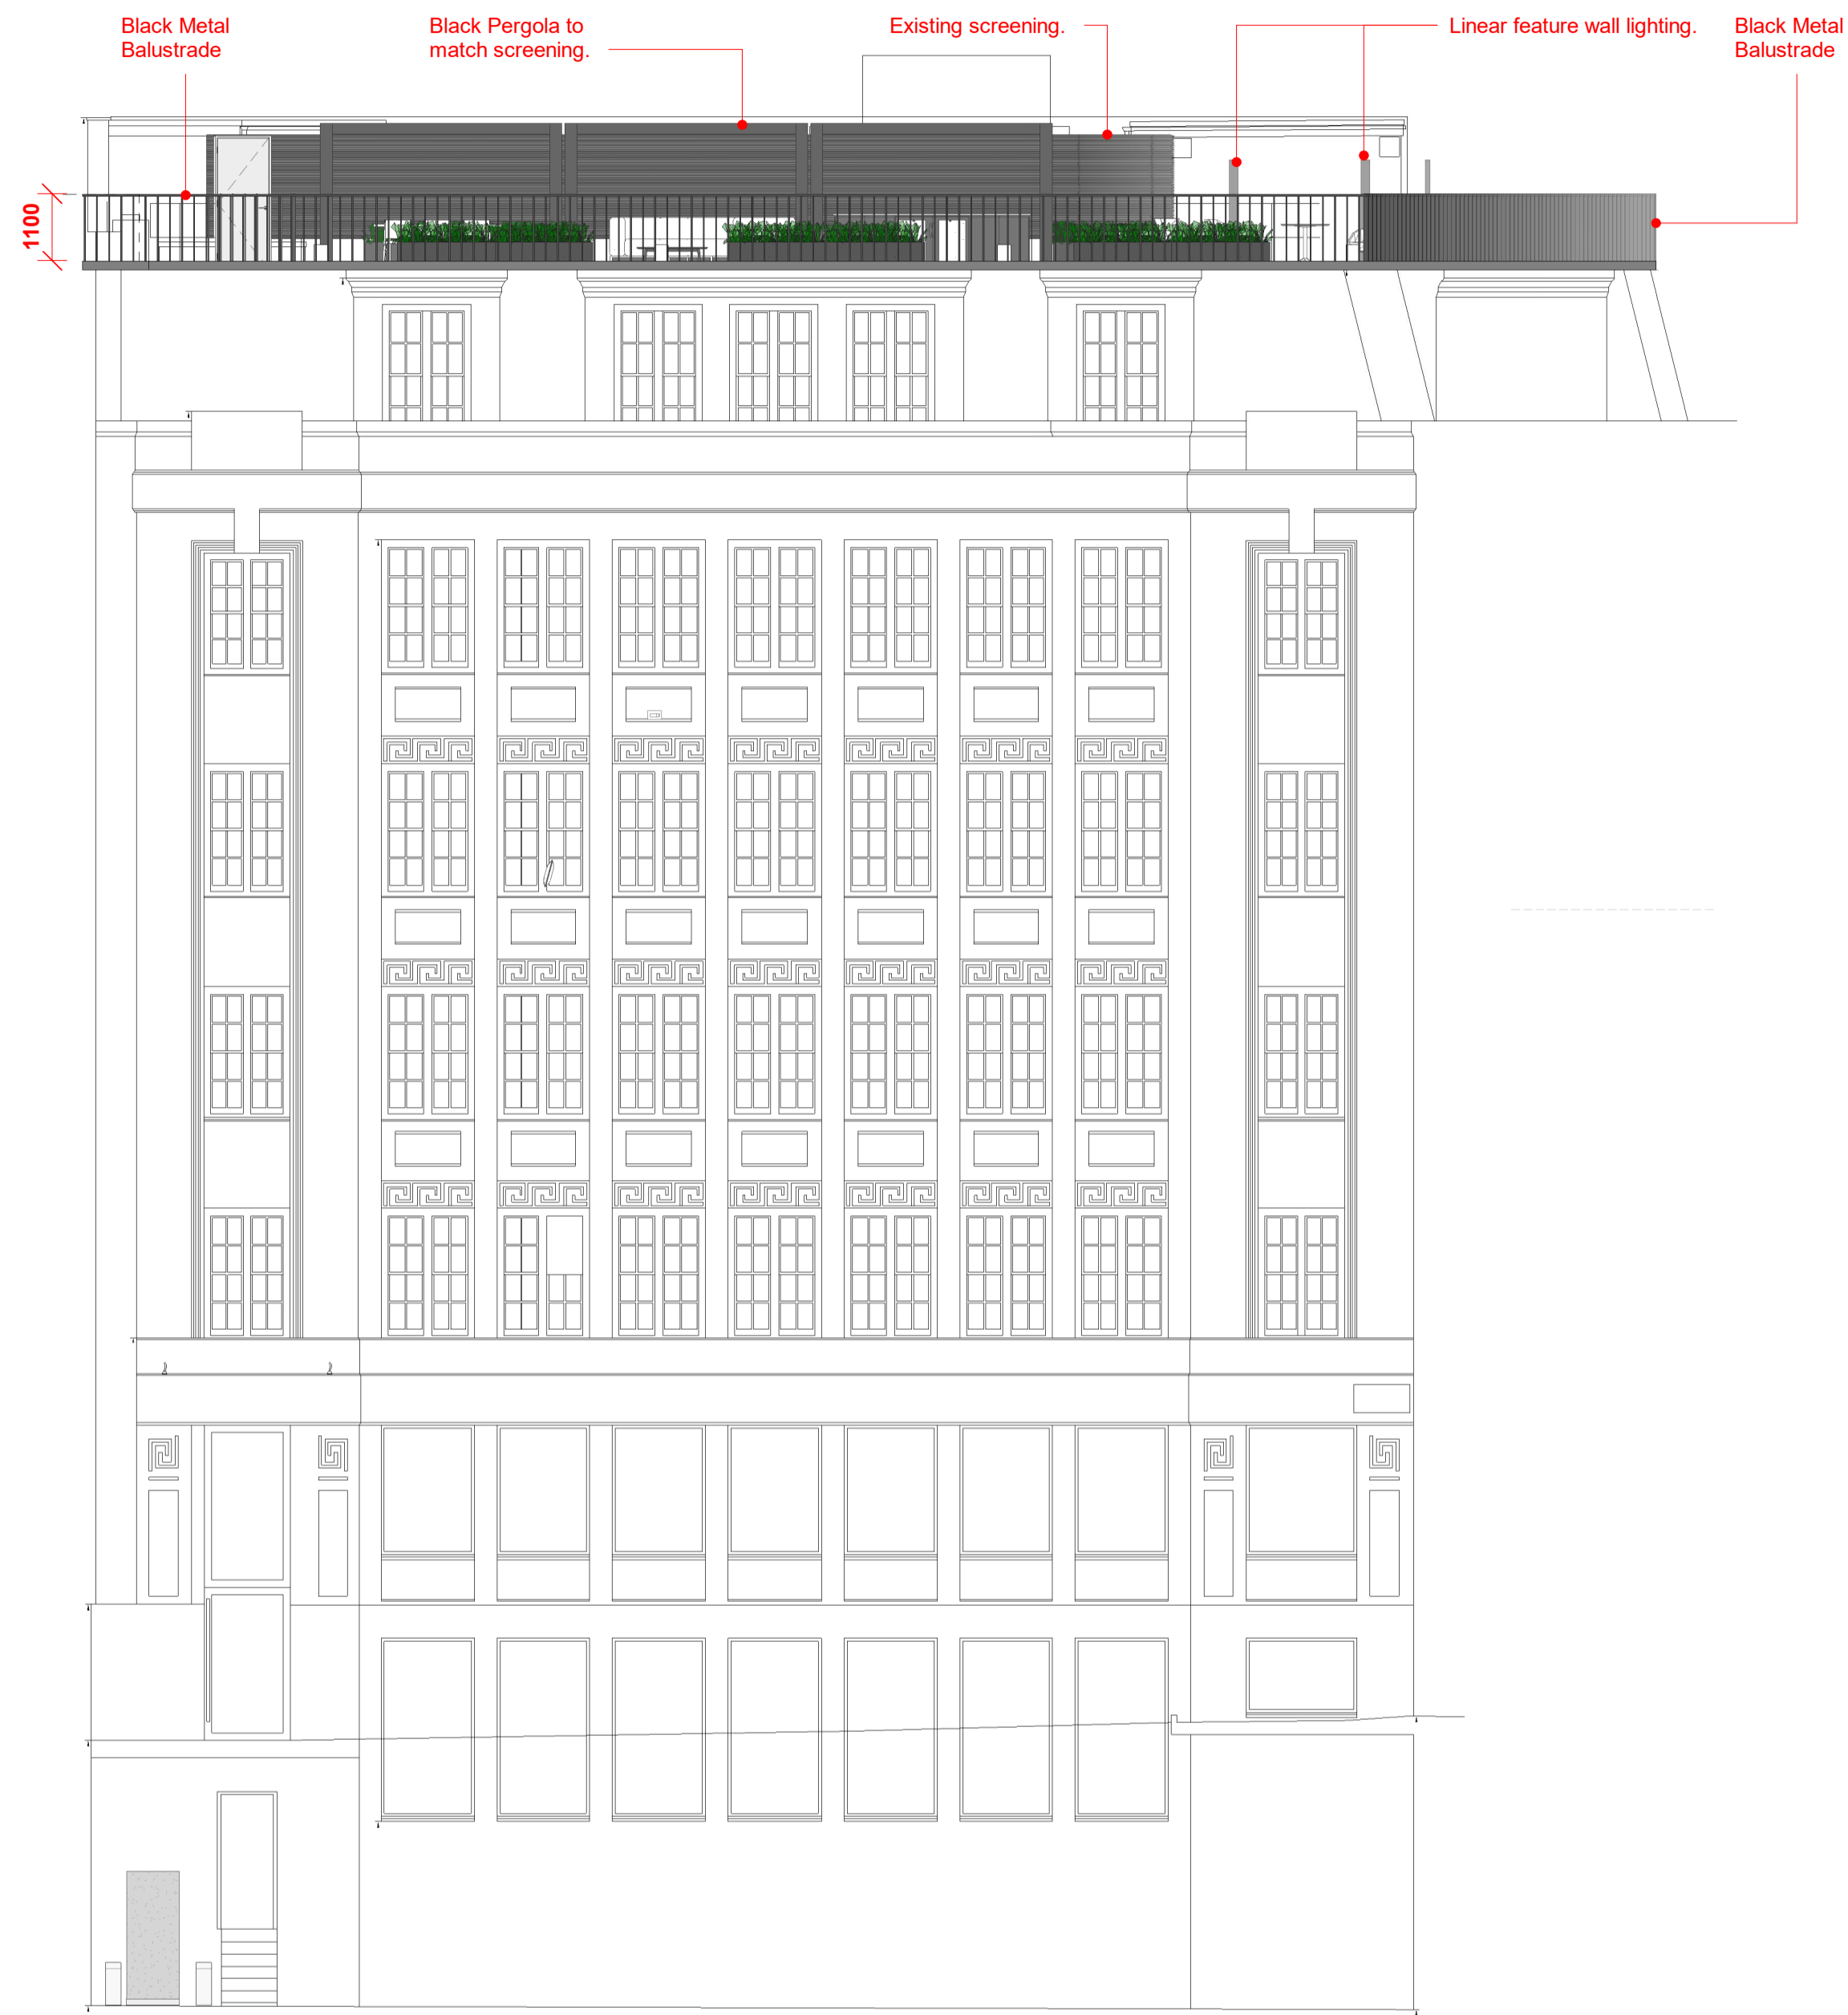 Black Metal
Balustrade
Black Pergola to
match screening.
Existing screening.
Linear feature wall lighting.
Black Metal
Balustrade
1100